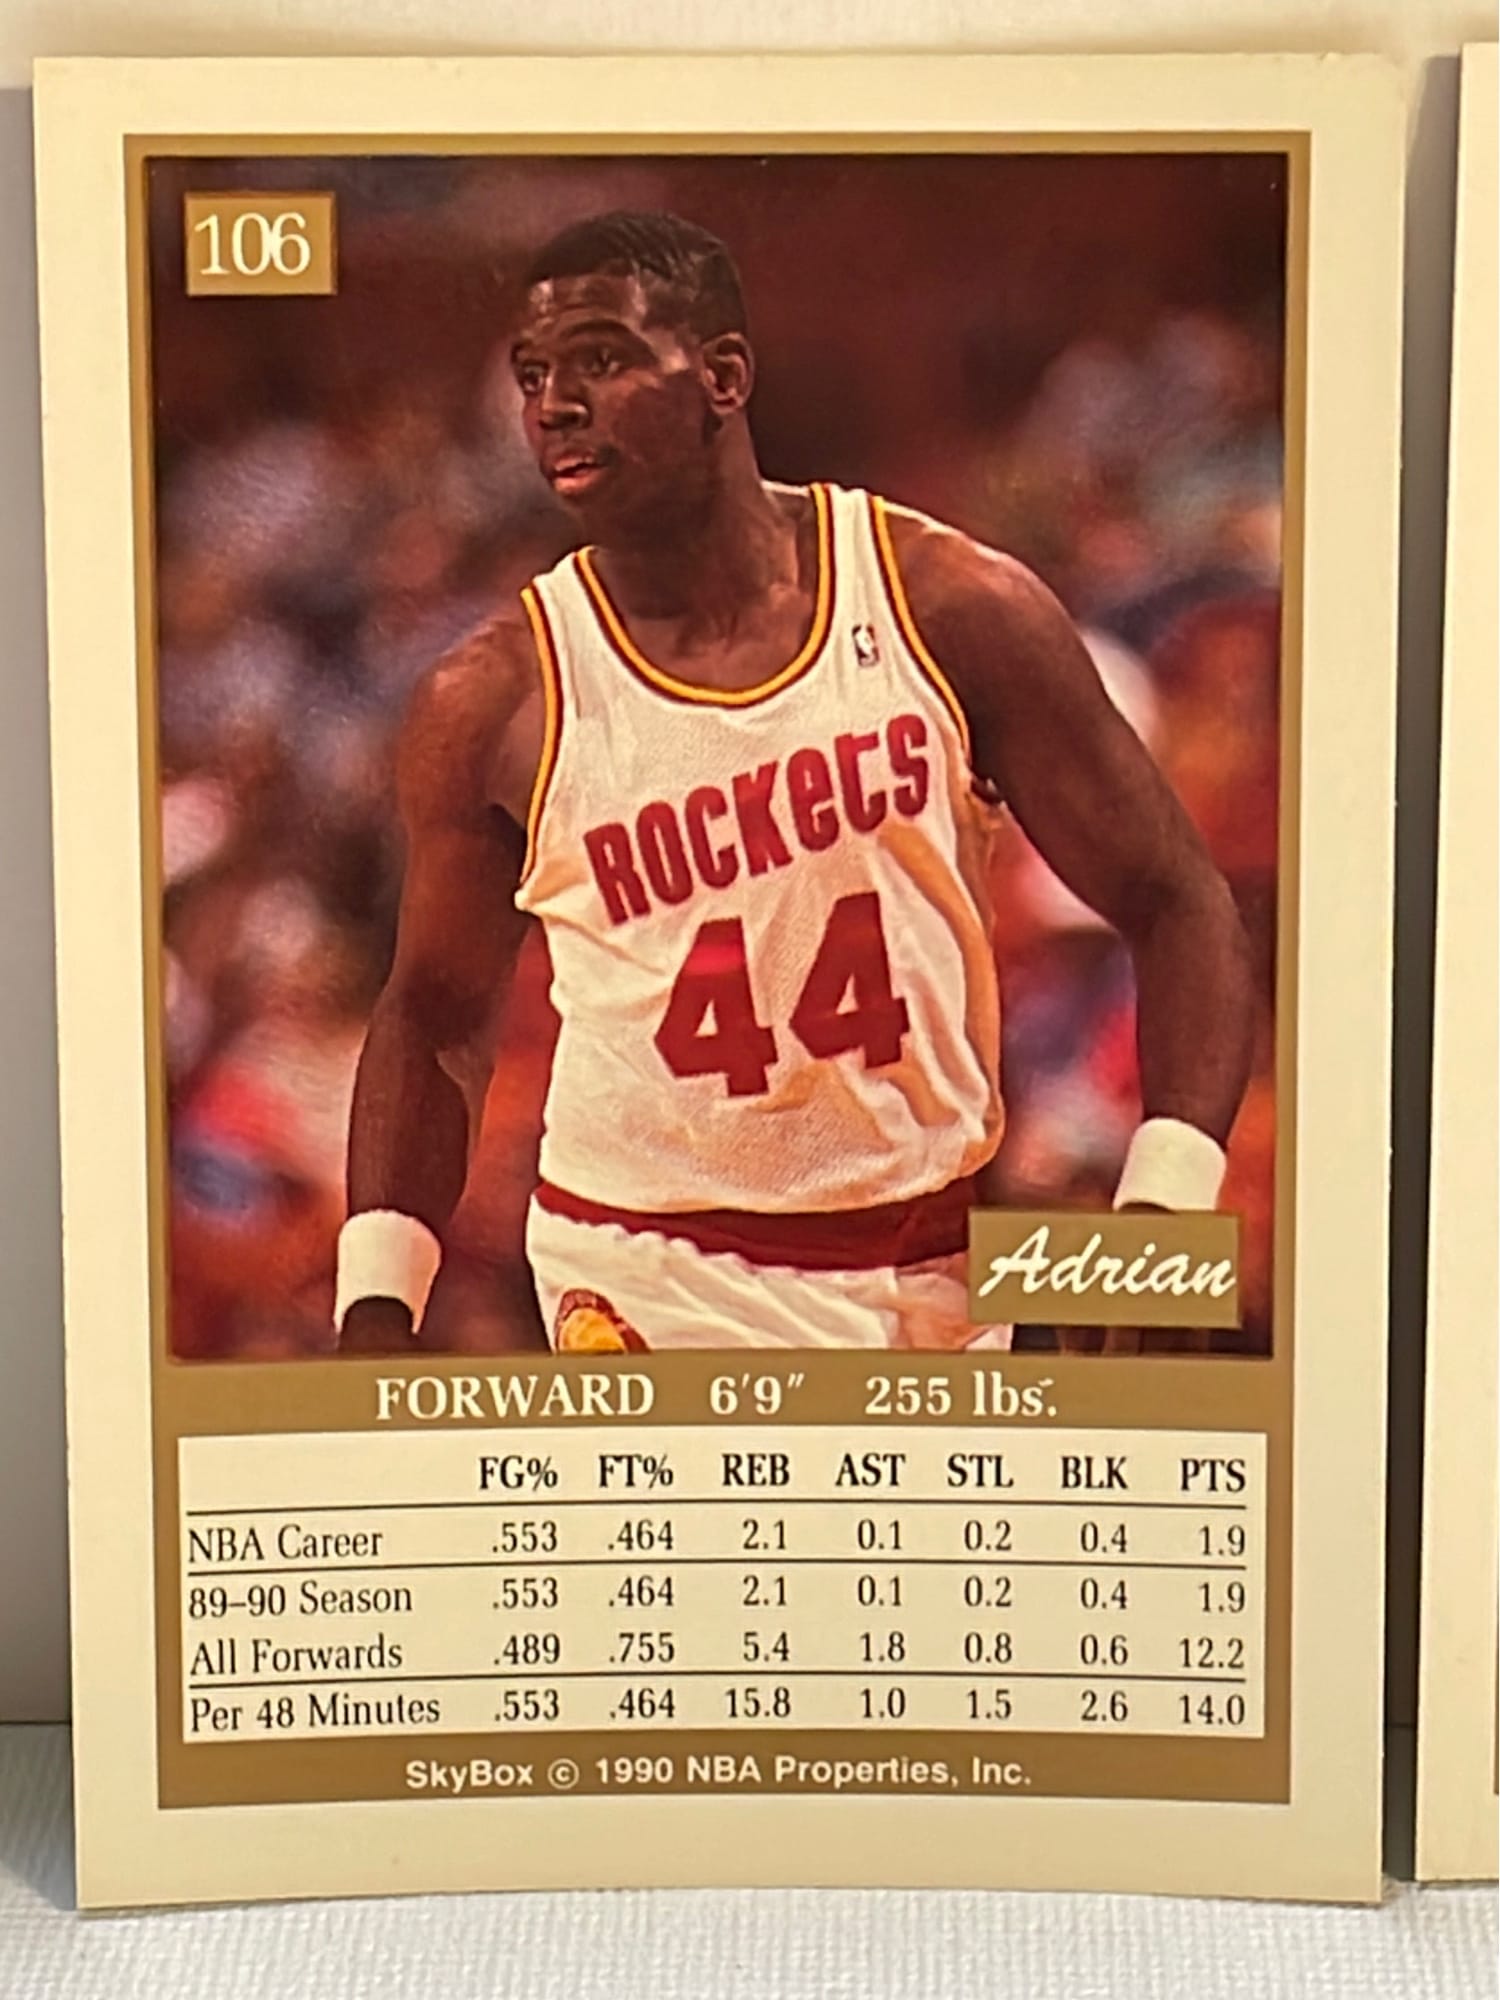 106
ROCKETS
44
Adrian
FORWARD 6'9" 255 lbs.
FG% FT% REB AST STL BLK PTS
NBA Career .553 .464 2.1 0.1 0.2 0.4 1.9
89–90 Season .553 .464 2.1 0.1 0.2 0.4 1.9
All Forwards .489 .755 5.4 1.8 0.8 0.6 12.2
Per 48 Minutes .553 .464 15.8 1.0 1.5 2.6 14.0
SkyBox © 1990 NBA Properties, Inc.